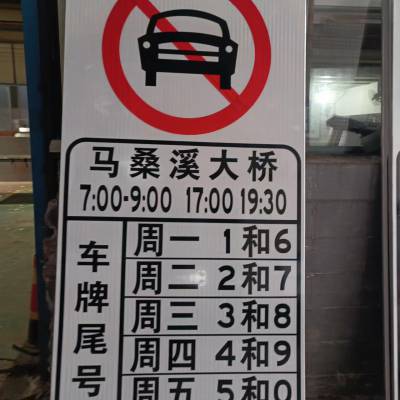 马桑溪大桥
7:00-9:00 17:00 19:30
车牌尾号
周一 1和6
周二 2和7
周三 3和8
周四 4和9
周五 5和0